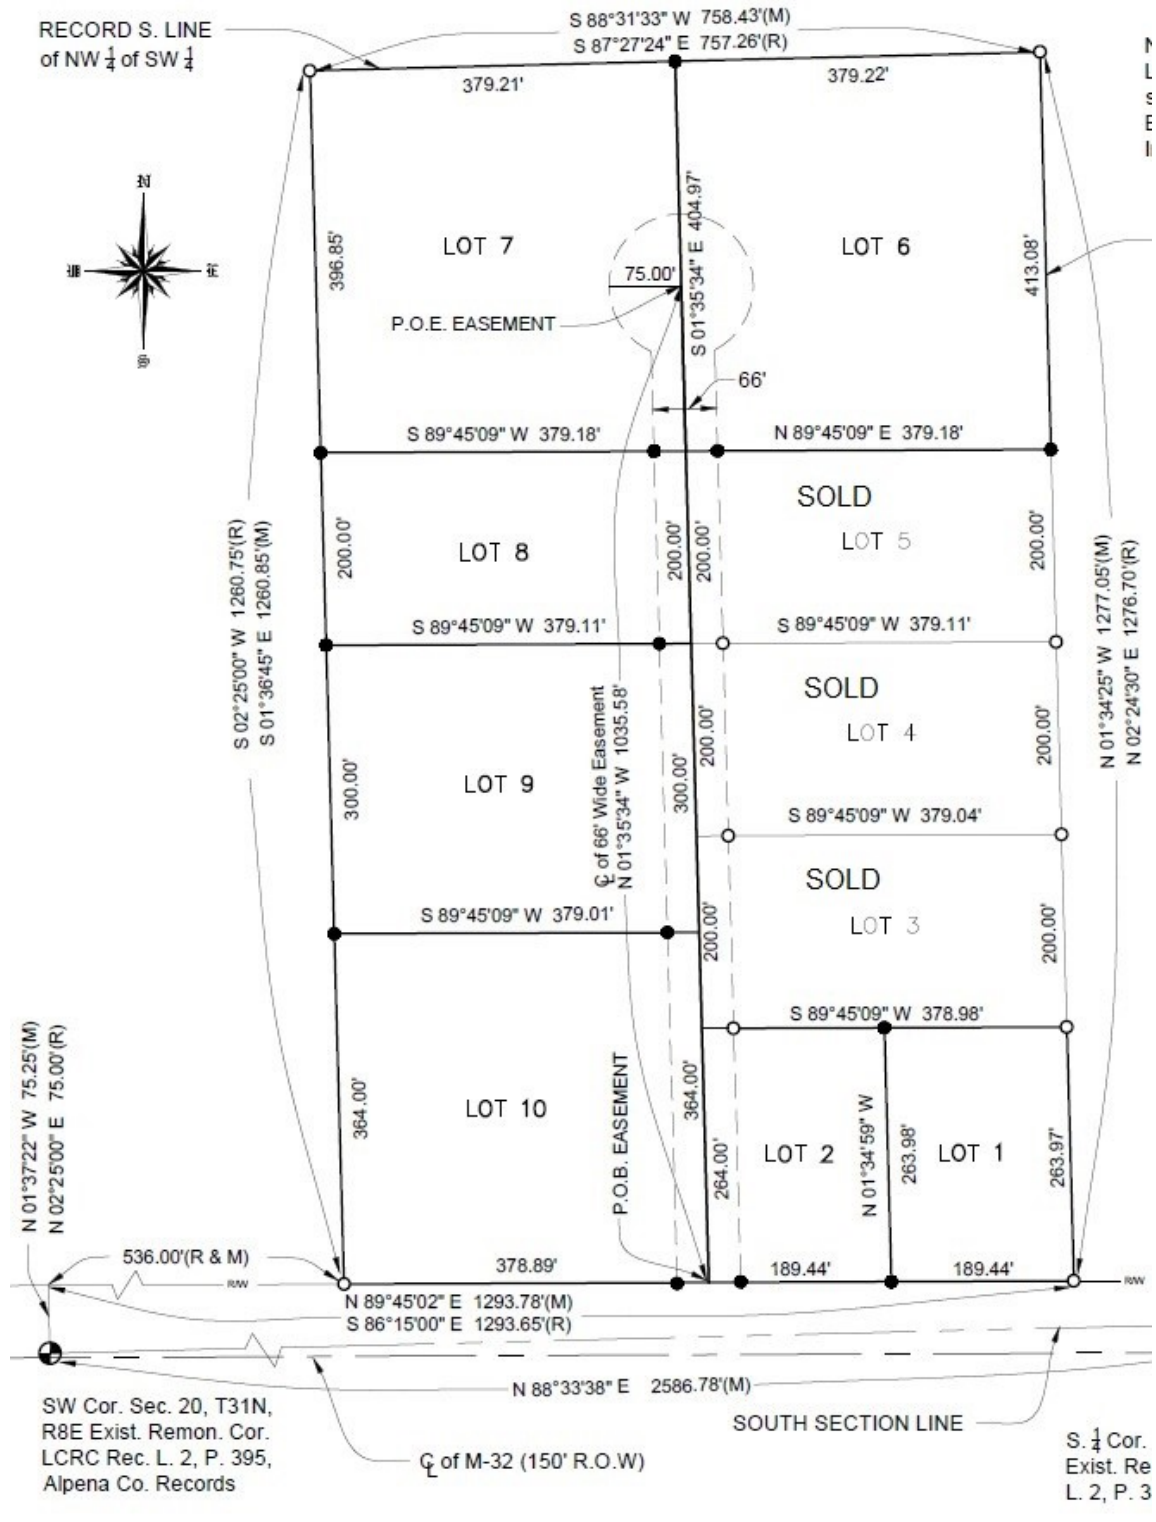 RECORD S. LINE
of NW 1/4 of SW 1/4
S 88°31'33" W 758.43'(M)
S 87°27'24" E 757.26'(R)
379.21'
379.22'
N
L
s
E
I
N
W
E
S
396.85'
LOT 7
75.00'
P.O.E. EASEMENT
S 01°35'34" E 404.97'
LOT 6
413.08'
66'
S 89°45'09" W 379.18'
N 89°45'09" E 379.18'
S 02°25'00" W 1260.75'(R)
S 01°36'45" E 1260.85'(M)
200.00'
LOT 8
200.00'
200.00'
SOLD
LOT 5
200.00'
N 01°34'25" W 1277.05'(M)
N 02°24'30" E 1276.70'(R)
S 89°45'09" W 379.11'
S 89°45'09" W 379.11'
300.00'
LOT 9
℄ of 66' Wide Easement
N 01°35'34" W 1035.58'
300.00'
200.00'
SOLD
LOT 4
200.00'
S 89°45'09" W 379.04'
SOLD
LOT 3
200.00'
200.00'
S 89°45'09" W 379.01'
S 89°45'09" W 378.98'
364.00'
LOT 10
P.O.B. EASEMENT
364.00'
264.00'
LOT 2
N 01°34'59" W
263.98'
LOT 1
263.97'
N 01°37'22" W 75.25'(M)
N 02°25'00" E 75.00'(R)
536.00'(R & M)
R/W
378.89'
189.44'
189.44'
R/W
N 89°45'02" E 1293.78'(M)
S 86°15'00" E 1293.65'(R)
N 88°33'38" E 2586.78'(M)
SW Cor. Sec. 20, T31N,
R8E Exist. Remon. Cor.
LCRC Rec. L. 2, P. 395,
Alpena Co. Records
℄ of M-32 (150' R.O.W)
SOUTH SECTION LINE
S. 1/4 Cor.
Exist. Re
L. 2, P. 3